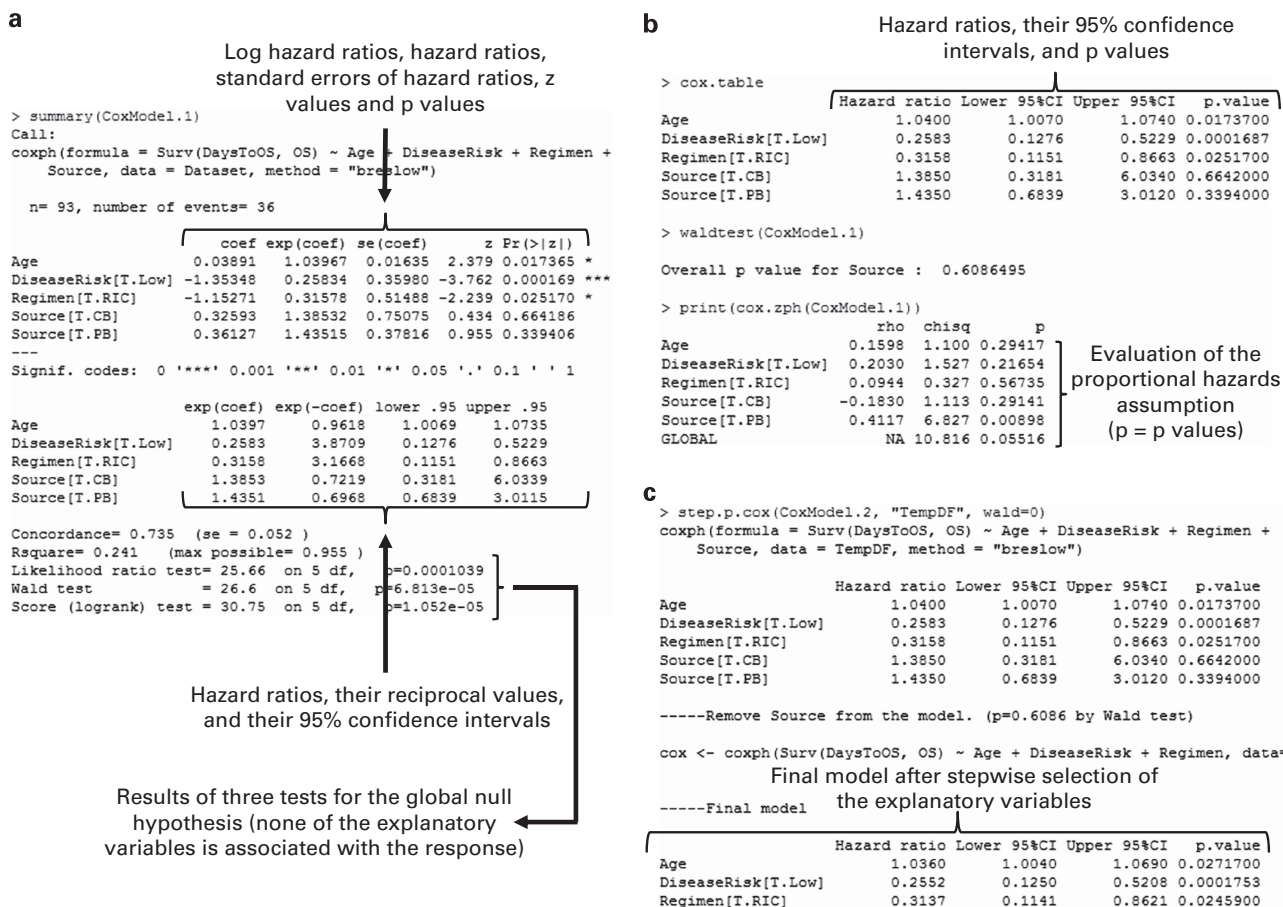 a
Log hazard ratios, hazard ratios,
standard errors of hazard ratios, z
values and p values
> summary(CoxModel.1)
Call:
coxph(formula = Surv(DaysToOS, OS) ~ Age + DiseaseRisk + Regimen +
    Source, data = Dataset, method = "breslow")
n= 93, number of events= 36
coef exp(coef) se(coef) z Pr(>|z|)
Age 0.03891 1.03967 0.01635 2.379 0.017365 *
DiseaseRisk[T.Low] -1.35348 0.25834 0.35980 -3.762 0.000169 ***
Regimen[T.RIC] -1.15271 0.31578 0.51488 -2.239 0.025170 *
Source[T.CB] 0.32593 1.38532 0.75075 0.434 0.664186
Source[T.PB] 0.36127 1.43515 0.37816 0.955 0.339406
---
Signif. codes: 0 '***' 0.001 '**' 0.01 '*' 0.05 '.' 0.1 ' ' 1
exp(coef) exp(-coef) lower .95 upper .95
Age 1.0397 0.9618 1.0069 1.0735
DiseaseRisk[T.Low] 0.2583 3.8709 0.1276 0.5229
Regimen[T.RIC] 0.3158 3.1668 0.1151 0.8663
Source[T.CB] 1.3853 0.7219 0.3181 6.0339
Source[T.PB] 1.4351 0.6968 0.6839 3.0115
Concordance= 0.735 (se = 0.052 )
Rsquare= 0.241 (max possible= 0.955 )
Likelihood ratio test= 25.66 on 5 df, p=0.0001039
Wald test = 26.6 on 5 df, p=6.813e-05
Score (logrank) test = 30.75 on 5 df, p=1.052e-05
Hazard ratios, their reciprocal values,
and their 95% confidence intervals
Results of three tests for the global null
hypothesis (none of the explanatory
variables is associated with the response)
b
Hazard ratios, their 95% confidence
intervals, and p values
> cox.table
Hazard ratio Lower 95%CI Upper 95%CI p.value
Age 1.0400 1.0070 1.0740 0.0173700
DiseaseRisk[T.Low] 0.2583 0.1276 0.5229 0.0001687
Regimen[T.RIC] 0.3158 0.1151 0.8663 0.0251700
Source[T.CB] 1.3850 0.3181 6.0340 0.6642000
Source[T.PB] 1.4350 0.6839 3.0120 0.3394000
> waldtest(CoxModel.1)
Overall p value for Source : 0.6086495
> print(cox.zph(CoxModel.1))
rho chisq p
Age 0.1598 1.100 0.29417
DiseaseRisk[T.Low] 0.2030 1.527 0.21654
Regimen[T.RIC] 0.0944 0.327 0.56735
Source[T.CB] -0.1830 1.113 0.29141
Source[T.PB] 0.4117 6.827 0.00898
GLOBAL NA 10.816 0.05516
Evaluation of the
proportional hazards
assumption
(p = p values)
c
> step.p.cox(CoxModel.2, "TempDF", wald=0)
coxph(formula = Surv(DaysToOS, OS) ~ Age + DiseaseRisk + Regimen +
    Source, data = TempDF, method = "breslow")
Hazard ratio Lower 95%CI Upper 95%CI p.value
Age 1.0400 1.0070 1.0740 0.0173700
DiseaseRisk[T.Low] 0.2583 0.1276 0.5229 0.0001687
Regimen[T.RIC] 0.3158 0.1151 0.8663 0.0251700
Source[T.CB] 1.3850 0.3181 6.0340 0.6642000
Source[T.PB] 1.4350 0.6839 3.0120 0.3394000
-----Remove Source from the model. (p=0.6086 by Wald test)
cox <- coxph(Surv(DaysToOS, OS) ~ Age + DiseaseRisk + Regimen, data=
Final model after stepwise selection of
the explanatory variables
-----Final model
Hazard ratio Lower 95%CI Upper 95%CI p.value
Age 1.0360 1.0040 1.0690 0.0271700
DiseaseRisk[T.Low] 0.2552 0.1250 0.5208 0.0001753
Regimen[T.RIC] 0.3137 0.1141 0.8621 0.0245900